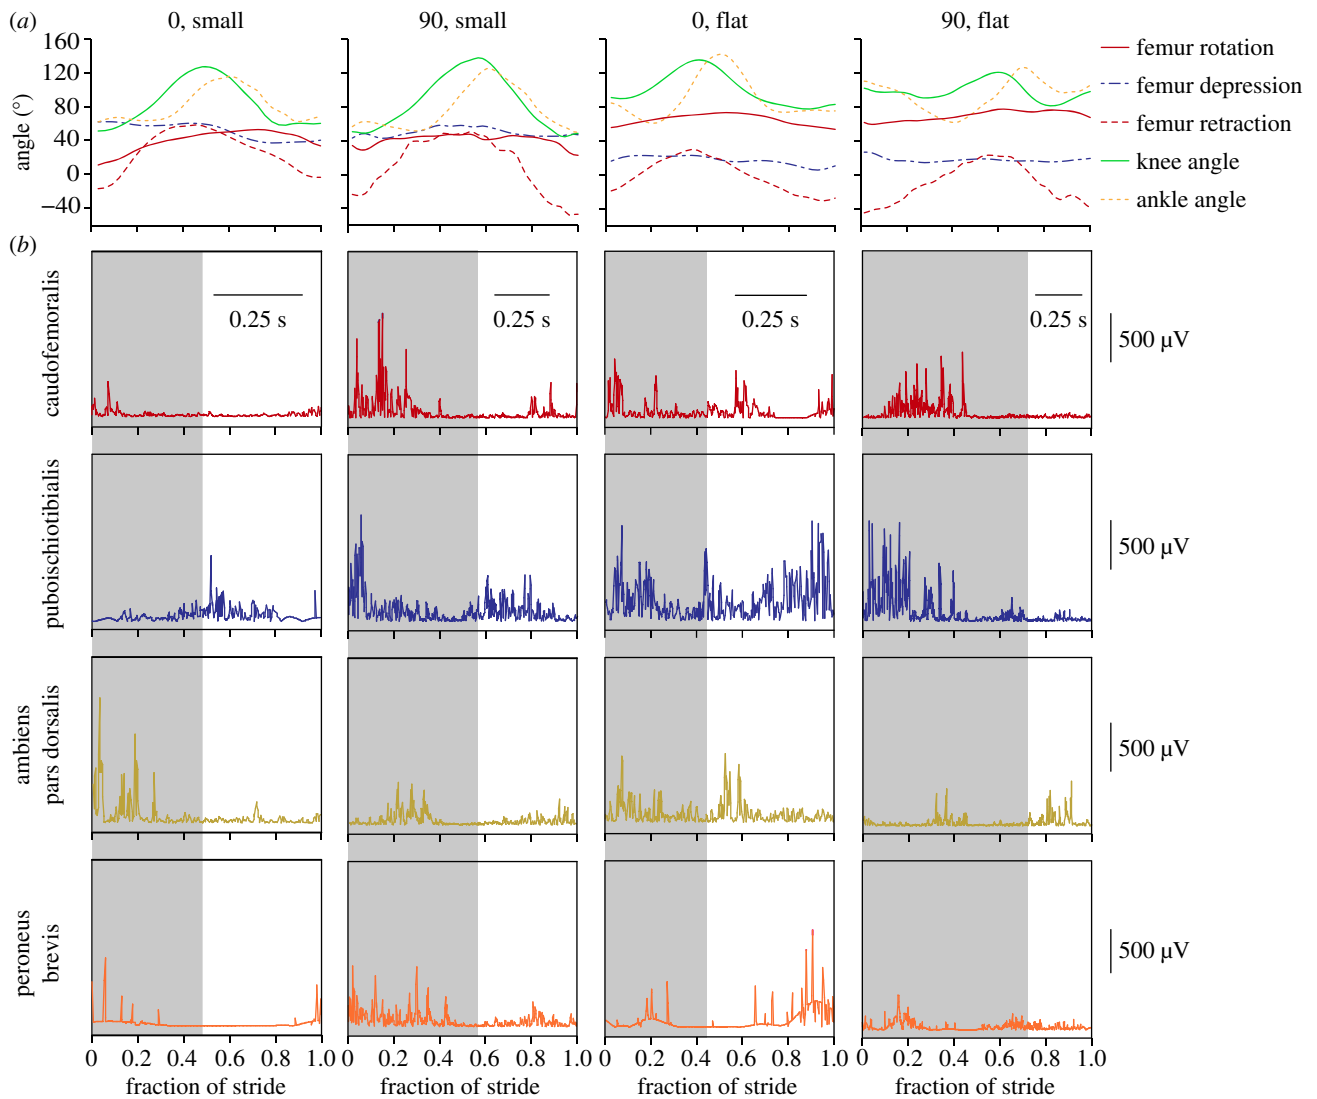 (a)
0, small
90, small
0, flat
90, flat
160
120
80
40
0
−40
angle (°)
femur rotation
femur depression
femur retraction
knee angle
ankle angle
(b)
caudofemoralis
0.25 s
0.25 s
0.25 s
0.25 s
500 µV
puboischiotibialis
500 µV
ambiens
pars dorsalis
500 µV
peroneus
brevis
500 µV
0 0.2 0.4 0.6 0.8 1.0
0 0.2 0.4 0.6 0.8 1.0
0 0.2 0.4 0.6 0.8 1.0
0 0.2 0.4 0.6 0.8 1.0
fraction of stride
fraction of stride
fraction of stride
fraction of stride